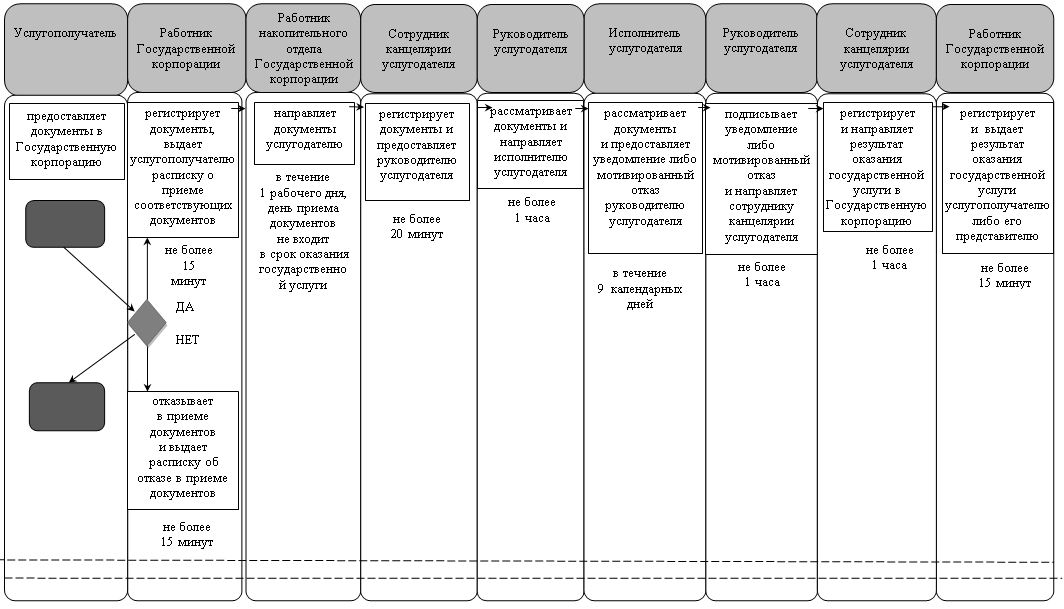 Услугополучатель
Работник
Государственной
корпорации
Работник
накопительного
отдела
Государственной
корпорации
Сотрудник
канцелярии
услугодателя
Руководитель
услугодателя
Исполнитель
услугодателя
Руководитель
услугодателя
Сотрудник
канцелярии
услугодателя
Работник
Государственной
корпорации
предоставляет
документы в
Государственную
корпорацию
регистрирует
документы,
выдает
услугополучателю
расписку о
приеме
соответствующих
документов
не более
15
минут
ДА
НЕТ
отказывает
в приеме
документов
и выдает
расписку об
отказе в приеме
документов
не более
15 минут
направляет
документы
услугодателю
в течение
1 рабочего дня,
день приема
документов
не входит
в срок оказания
государственно
й услуги
регистрирует
документы и
предоставляет
руководителю
услугодателя
не более
20 минут
рассматривает
документы и
направляет
исполнителю
услугодателя
не более
1 часа
рассматривает
документы
и предоставляет
уведомление либо
мотивированный
отказ
руководителю
услугодателя
в течение
9 календарных
дней
подписывает
уведомление
либо
мотивированный
отказ
и направляет
сотруднику
канцелярии
услугодателя
не более
1 часа
регистрирует
и направляет
результат
оказания
государственной
услуги в
Государственную
корпорацию
не более
1 часа
регистрирует
и выдает
результат
оказания
государственной
услуги
услугополучателю
либо его
представителю
не более
15 минут